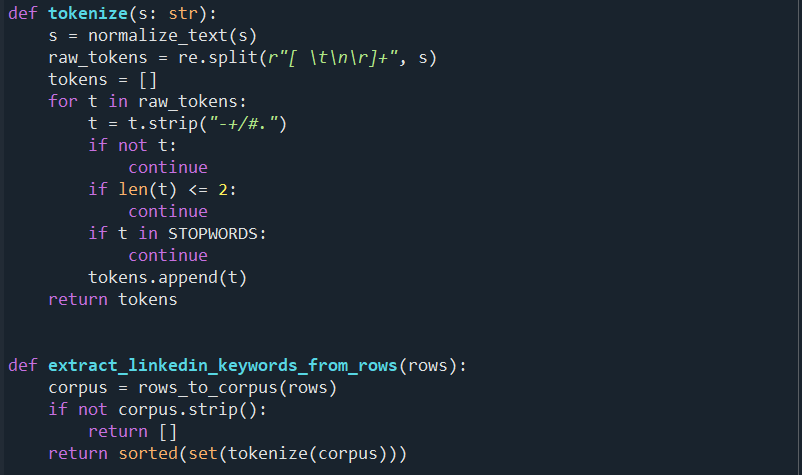 def tokenize(s: str):
    s = normalize_text(s)
    raw_tokens = re.split(r"[ \t\n\r]+", s)
    tokens = []
    for t in raw_tokens:
        t = t.strip("-+/#.")
        if not t:
            continue
        if len(t) <= 2:
            continue
        if t in STOPWORDS:
            continue
        tokens.append(t)
    return tokens


def extract_linkedin_keywords_from_rows(rows):
    corpus = rows_to_corpus(rows)
    if not corpus.strip():
        return []
    return sorted(set(tokenize(corpus)))